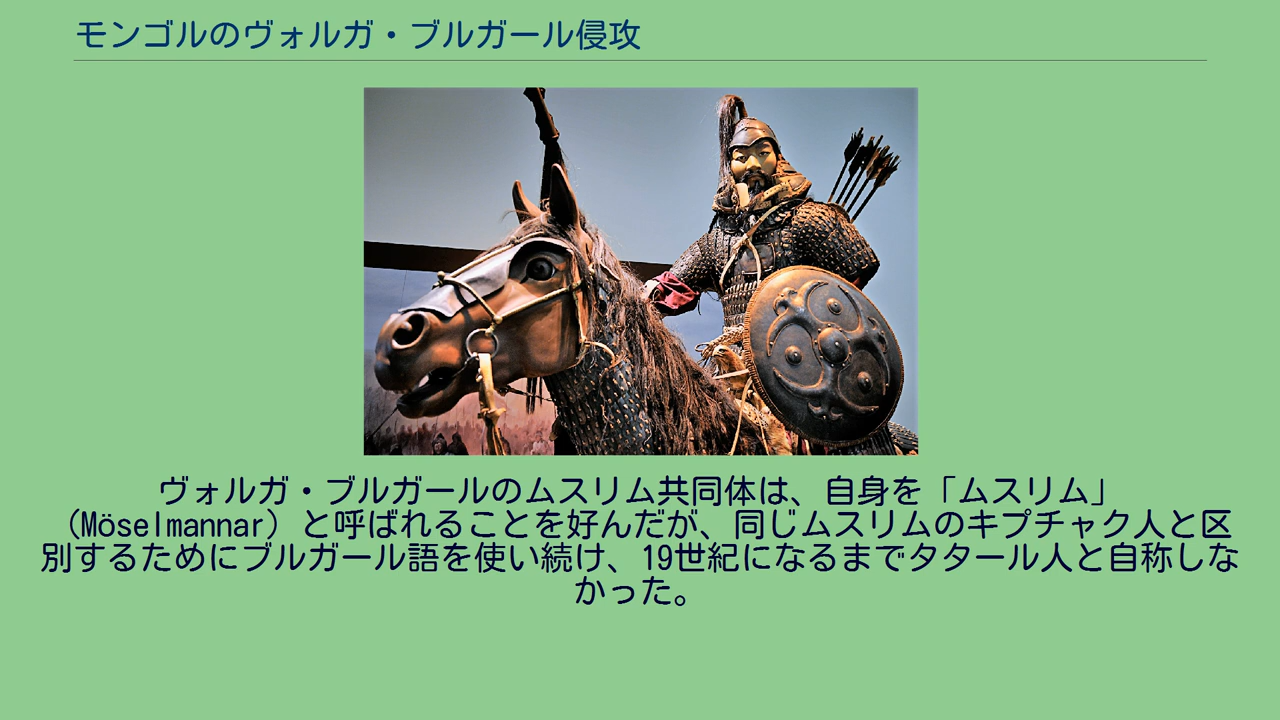 モンゴルのヴォルガ・ブルガール侵攻
ヴォルガ・ブルガールのムスリム共同体は、自身を「ムスリム」
（Möselmannar）と呼ばれることを好んだが、同じムスリムのキプチャク人と区
別するためにブルガール語を使い続け、19世紀になるまでタタール人と自称しな
かった。